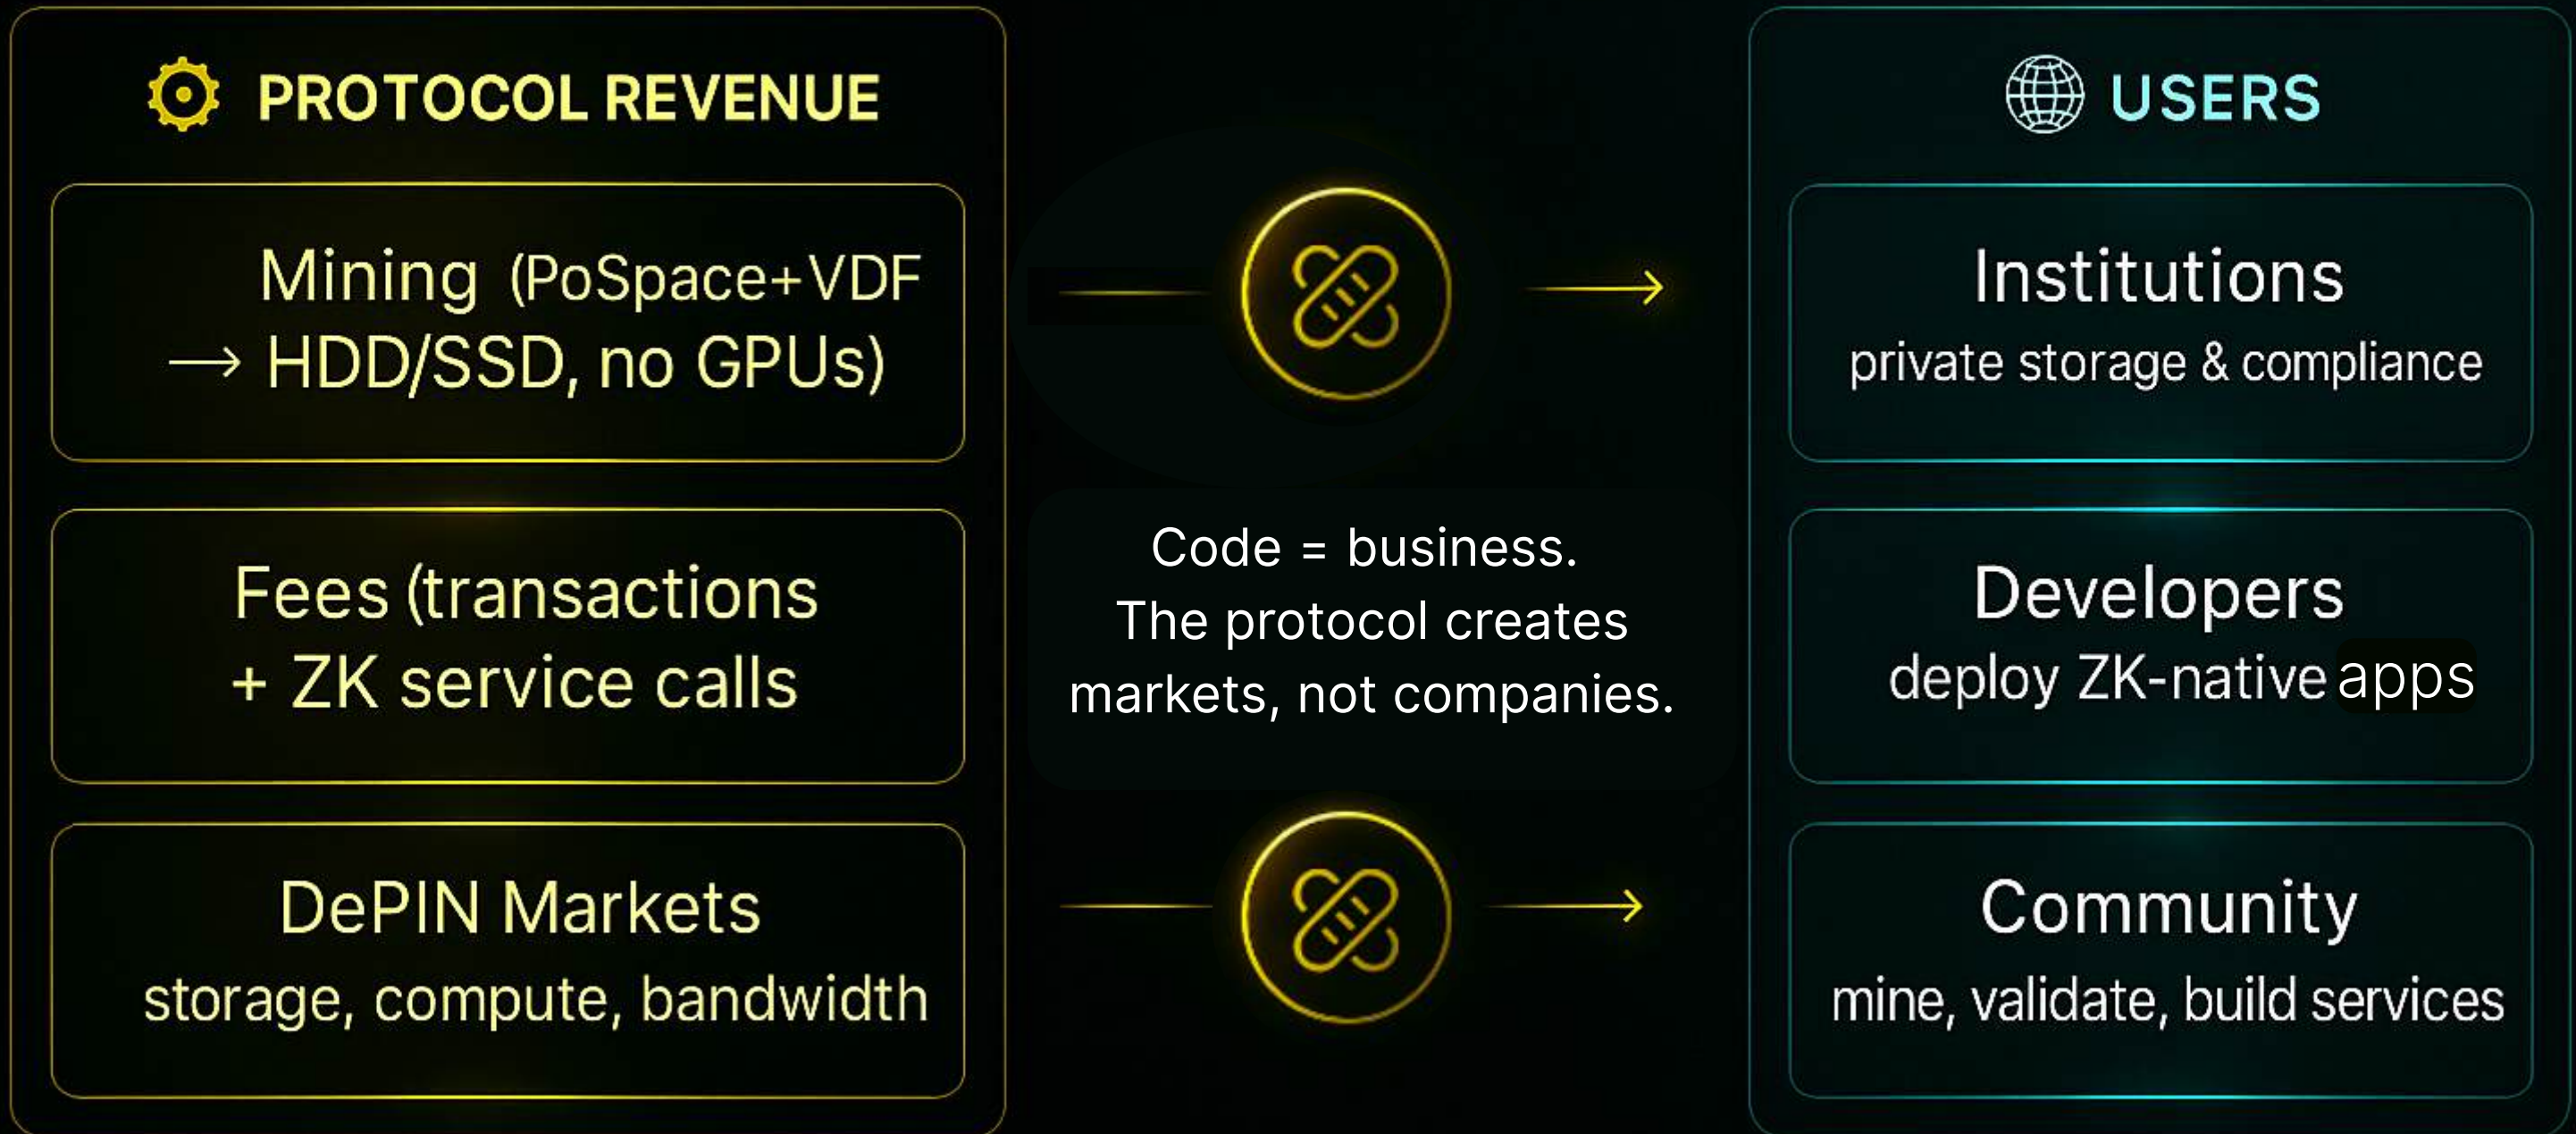 PROTOCOL REVENUE
Mining (PoSpace+VDF
→ HDD/SSD, no GPUs)
Fees (transactions
+ ZK service calls
DePIN Markets
storage, compute, bandwidth
Code = business.
The protocol creates
markets, not companies.
USERS
Institutions
private storage & compliance
Developers
deploy ZK-native apps
Community
mine, validate, build services